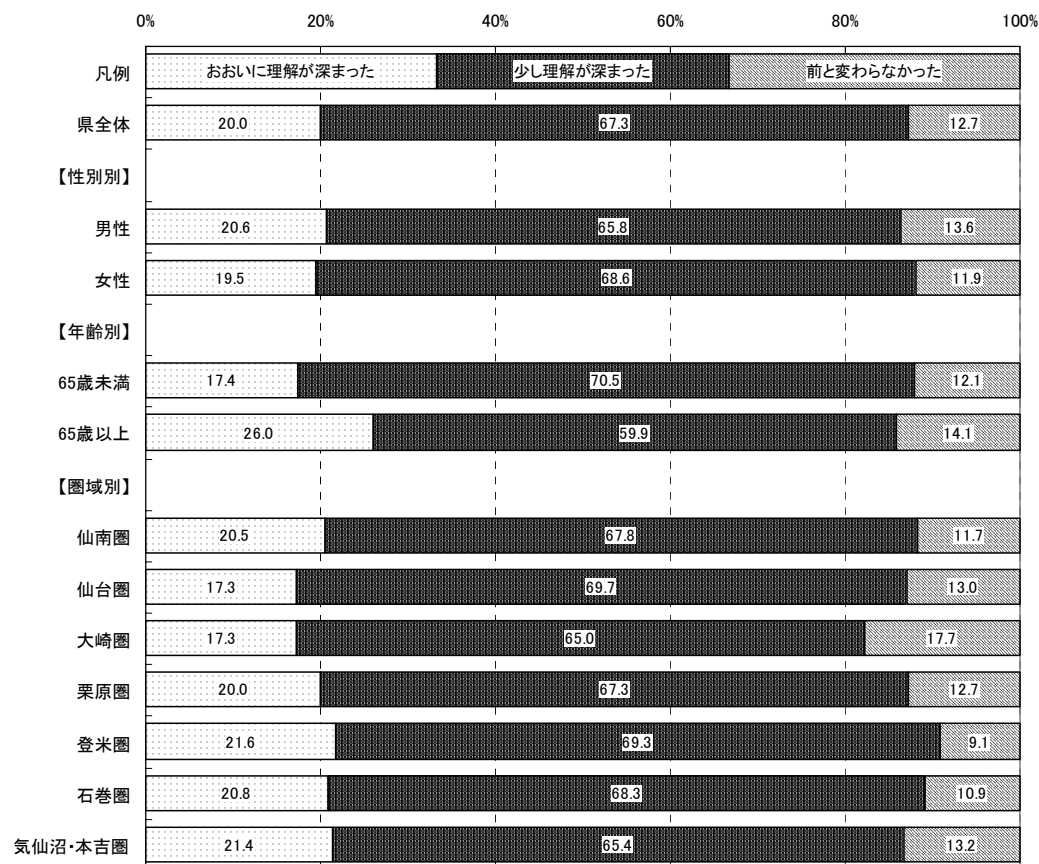 0% 20% 40% 60% 80% 100%
凡例 おおいに理解が深まった 少し理解が深まった 前と変わらなかった
県全体 20.0 67.3 12.7
【性別別】
男性 20.6 65.8 13.6
女性 19.5 68.6 11.9
【年齢別】
65歳未満 17.4 70.5 12.1
65歳以上 26.0 59.9 14.1
【圏域別】
仙南圏 20.5 67.8 11.7
仙台圏 17.3 69.7 13.0
大崎圏 17.3 65.0 17.7
栗原圏 20.0 67.3 12.7
登米圏 21.6 69.3 9.1
石巻圏 20.8 68.3 10.9
気仙沼・本吉圏 21.4 65.4 13.2